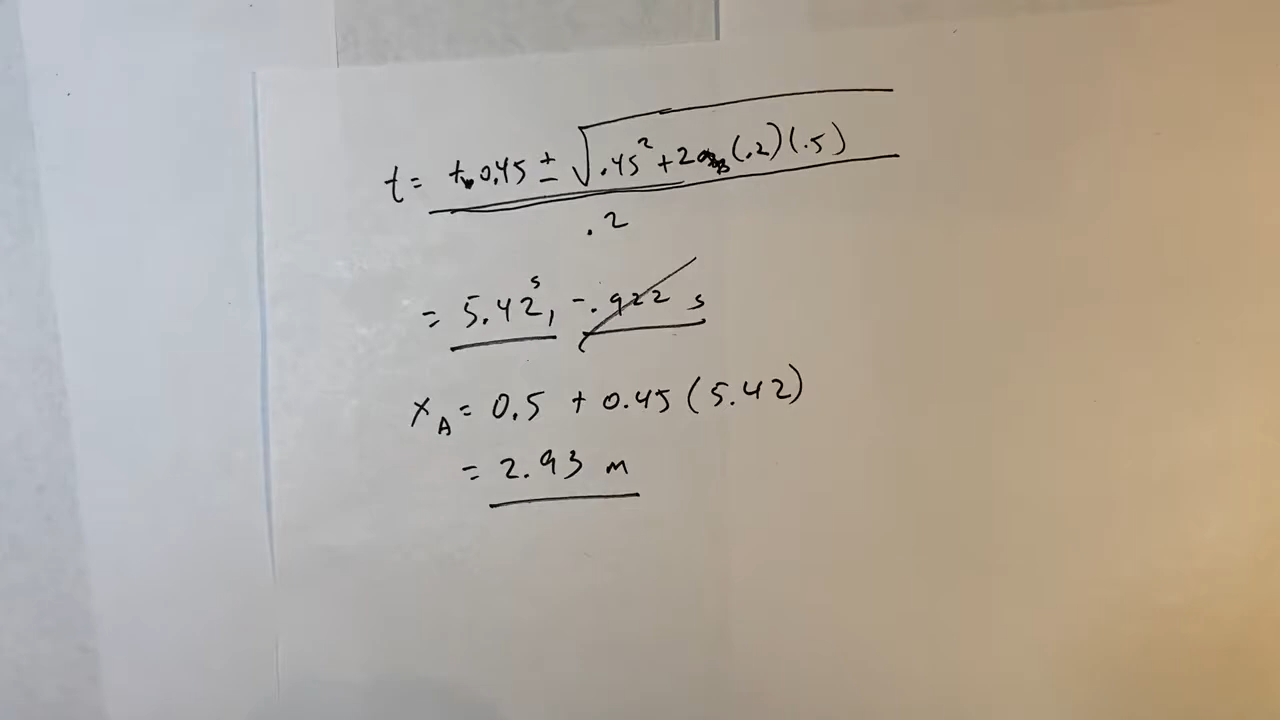 t = +0.45 ± √.45² + 2(.2)(.5)
.2
= 5.42 s, -.922 s
x_A = 0.5 + 0.45 (5.42)
= 2.93 m